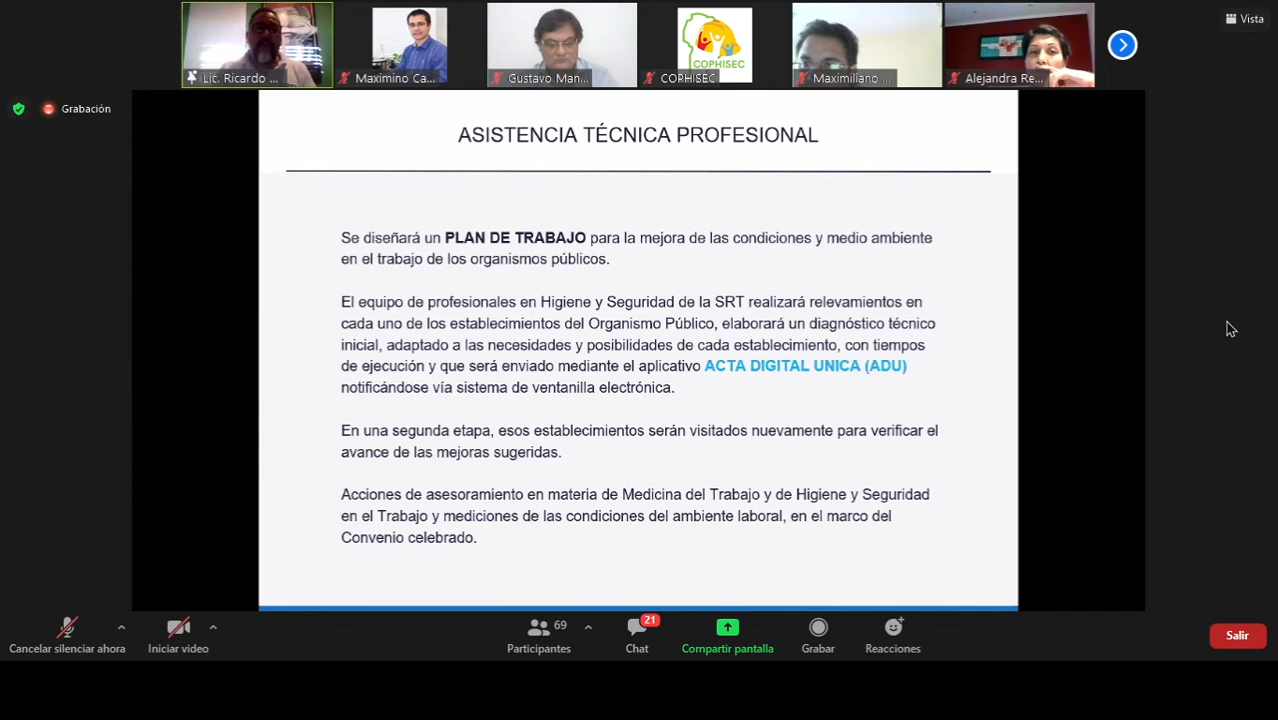 Vista
Lic. Ricardo ...
Maximino Ca...
Gustavo Man...
COPHISEC
COPHISEC
Maximiliano ...
Alejandra Re...
Grabación
ASISTENCIA TÉCNICA PROFESIONAL
Se diseñará un PLAN DE TRABAJO para la mejora de las condiciones y medio ambiente
en el trabajo de los organismos públicos.
El equipo de profesionales en Higiene y Seguridad de la SRT realizará relevamientos en
cada uno de los establecimientos del Organismo Público, elaborará un diagnóstico técnico
inicial, adaptado a las necesidades y posibilidades de cada establecimiento, con tiempos
de ejecución y que será enviado mediante el aplicativo ACTA DIGITAL UNICA (ADU)
notificándose vía sistema de ventanilla electrónica.
En una segunda etapa, esos establecimientos serán visitados nuevamente para verificar el
avance de las mejoras sugeridas.
Acciones de asesoramiento en materia de Medicina del Trabajo y de Higiene y Seguridad
en el Trabajo y mediciones de las condiciones del ambiente laboral, en el marco del
Convenio celebrado.
69
21
Cancelar silenciar ahora
Iniciar video
Participantes
Chat
Compartir pantalla
Grabar
Reacciones
Salir